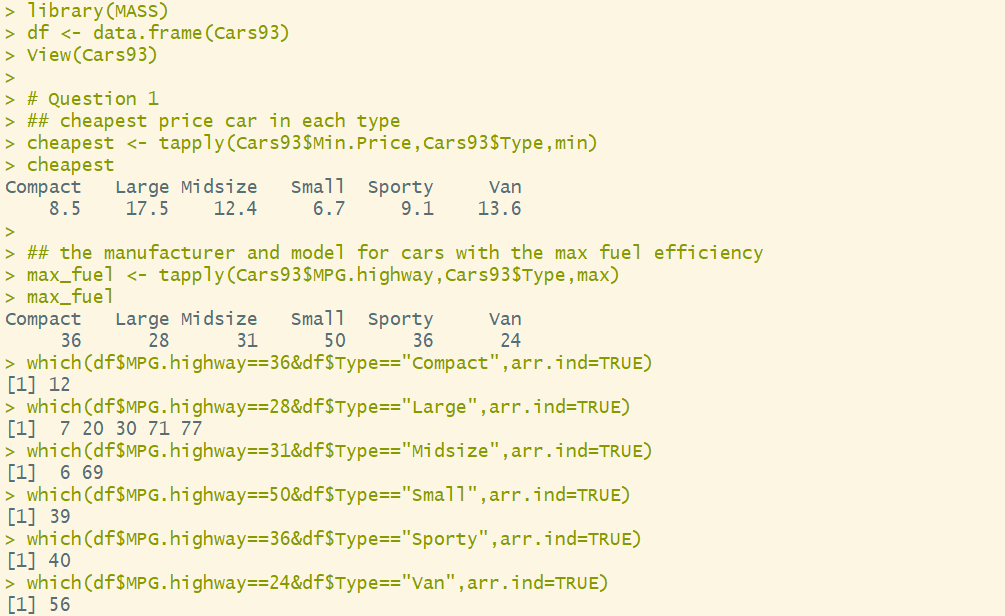 > library(MASS)
> df <- data.frame(Cars93)
> View(Cars93)
>
> # Question 1
> ## cheapest price car in each type
> cheapest <- tapply(Cars93$Min.Price,Cars93$Type,min)
> cheapest
Compact   Large Midsize   Small  Sporty     Van
    8.5    17.5    12.4     6.7     9.1    13.6
>
> ## the manufacturer and model for cars with the max fuel efficiency
> max_fuel <- tapply(Cars93$MPG.highway,Cars93$Type,max)
> max_fuel
Compact   Large Midsize   Small  Sporty     Van
     36      28      31      50      36      24
> which(df$MPG.highway==36&df$Type=="Compact",arr.ind=TRUE)
[1] 12
> which(df$MPG.highway==28&df$Type=="Large",arr.ind=TRUE)
[1]  7 20 30 71 77
> which(df$MPG.highway==31&df$Type=="Midsize",arr.ind=TRUE)
[1]  6 69
> which(df$MPG.highway==50&df$Type=="Small",arr.ind=TRUE)
[1] 39
> which(df$MPG.highway==36&df$Type=="Sporty",arr.ind=TRUE)
[1] 40
> which(df$MPG.highway==24&df$Type=="Van",arr.ind=TRUE)
[1] 56